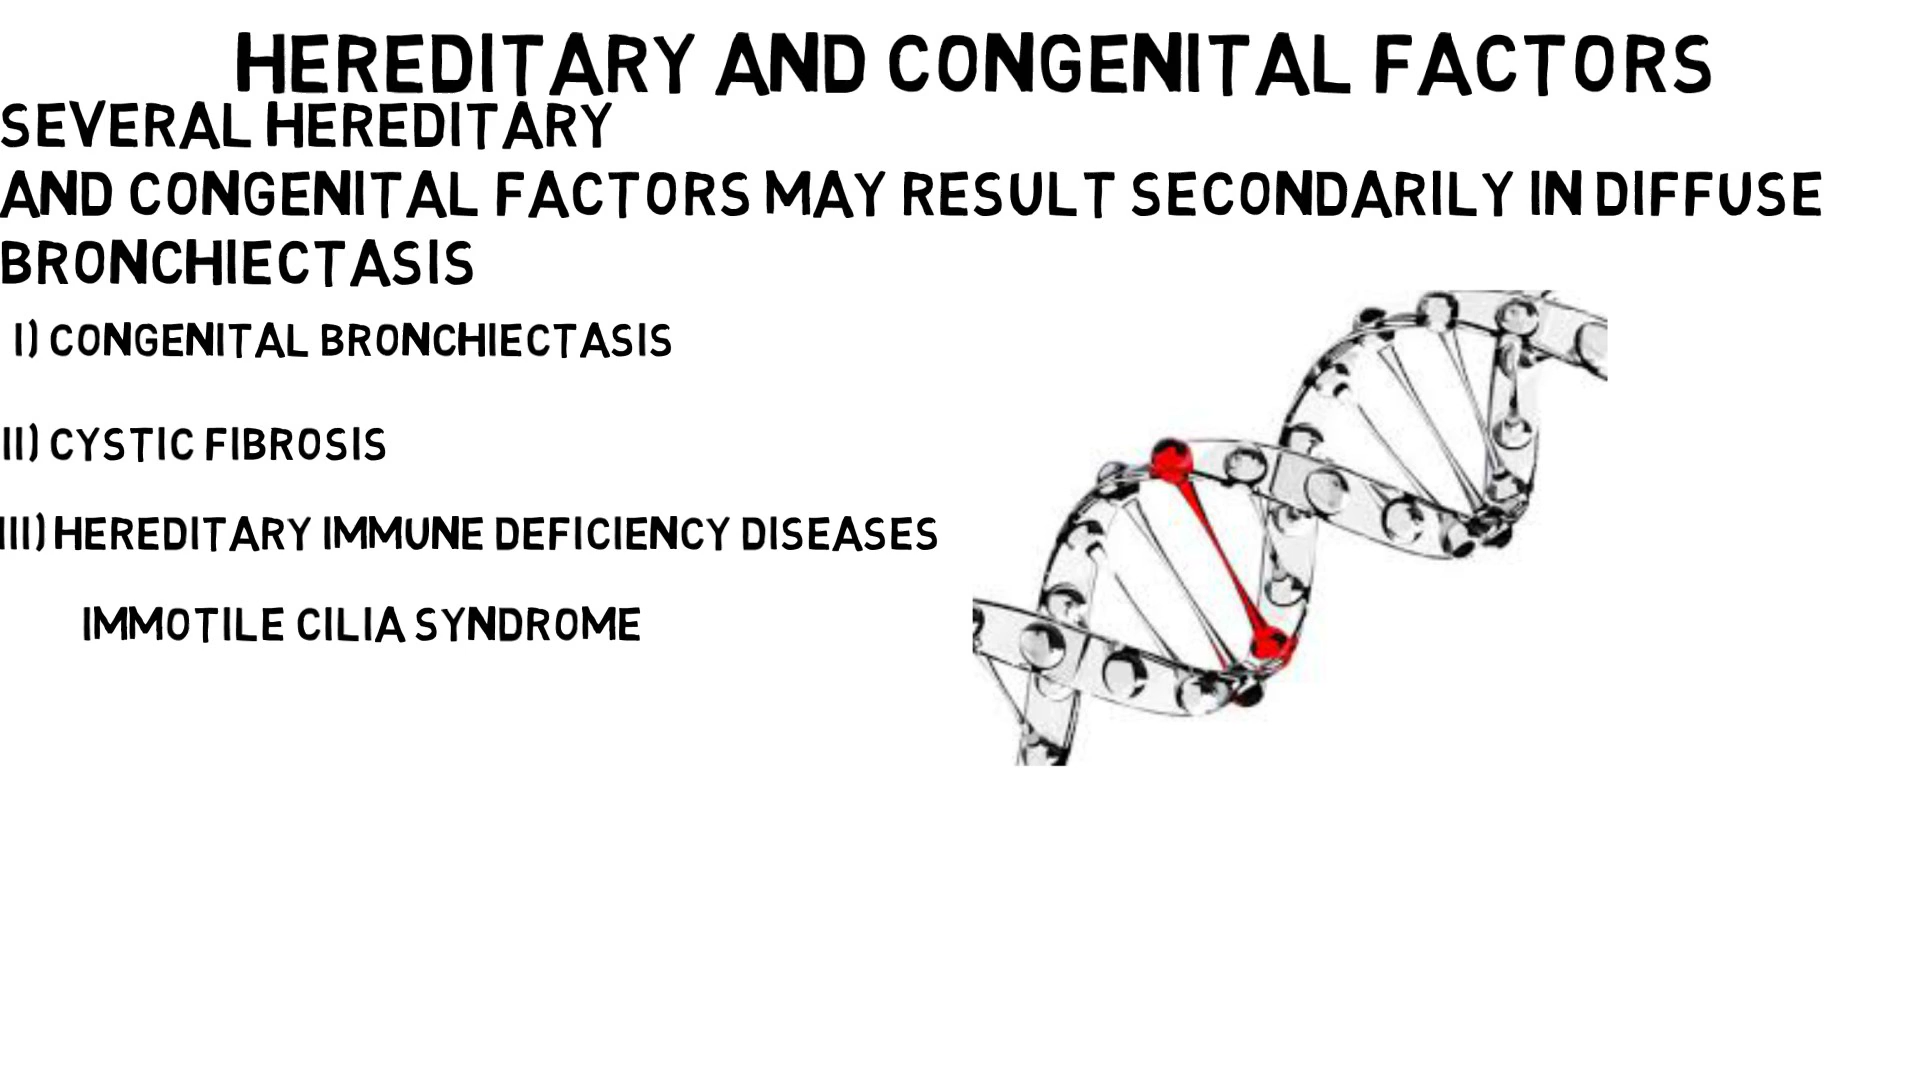 HEREDITARY AND CONGENITAL FACTORS
SEVERAL HEREDITARY
AND CONGENITAL FACTORS MAY RESULT SECONDARILY IN DIFFUSE
BRONCHIECTASIS
I) CONGENITAL BRONCHIECTASIS
II) CYSTIC FIBROSIS
III) HEREDITARY IMMUNE DEFICIENCY DISEASES
IMMOTILE CILIA SYNDROME